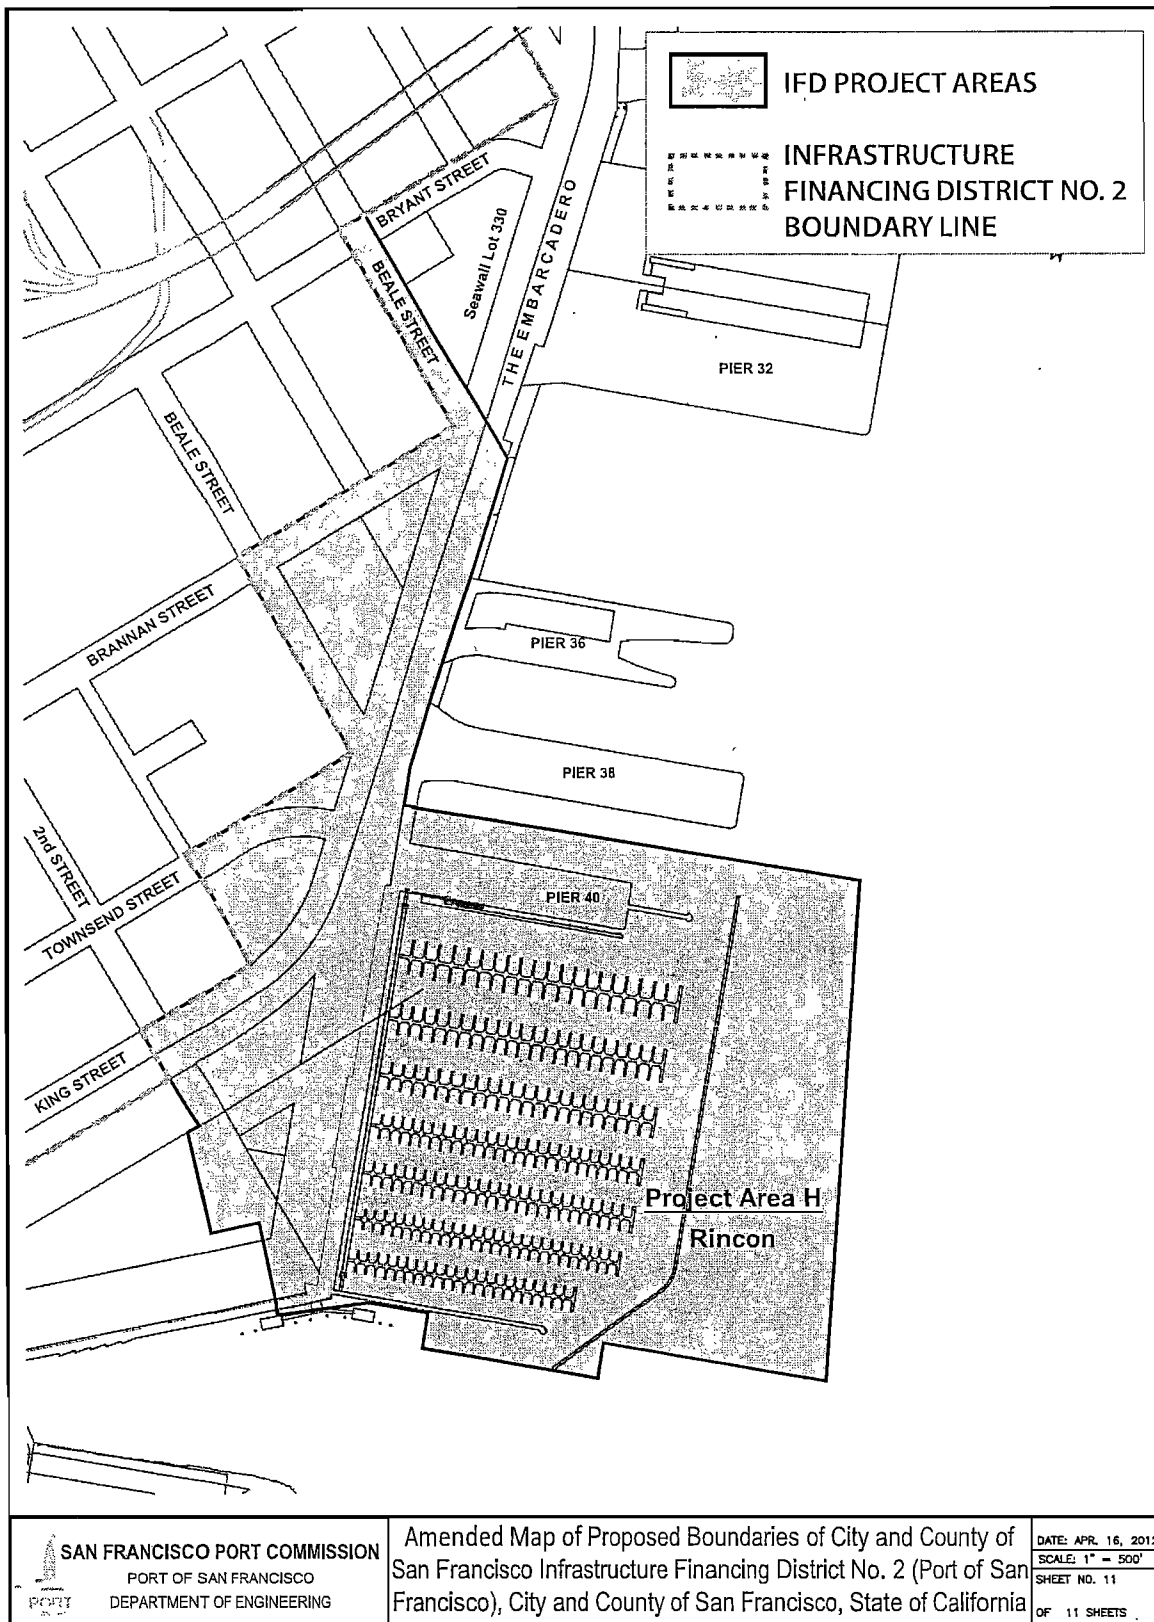 IFD PROJECT AREAS
INFRASTRUCTURE
FINANCING DISTRICT NO. 2
BOUNDARY LINE
BRYANT STREET
BEALE STREET
Seawall Lot 330
THE EMBARCADERO
PIER 32
BEALE STREET
BRANNAN STREET
PIER 36
PIER 38
2nd STREET
TOWNSEND STREET
PIER 40
KING STREET
Project Area H
Rincon
SAN FRANCISCO PORT COMMISSION
PORT OF SAN FRANCISCO
DEPARTMENT OF ENGINEERING
PORT
Amended Map of Proposed Boundaries of City and County of
San Francisco Infrastructure Financing District No. 2 (Port of San
Francisco), City and County of San Francisco, State of California
DATE: APR. 16, 2012
SCALE: 1" = 500'
SHEET NO. 11
OF 11 SHEETS